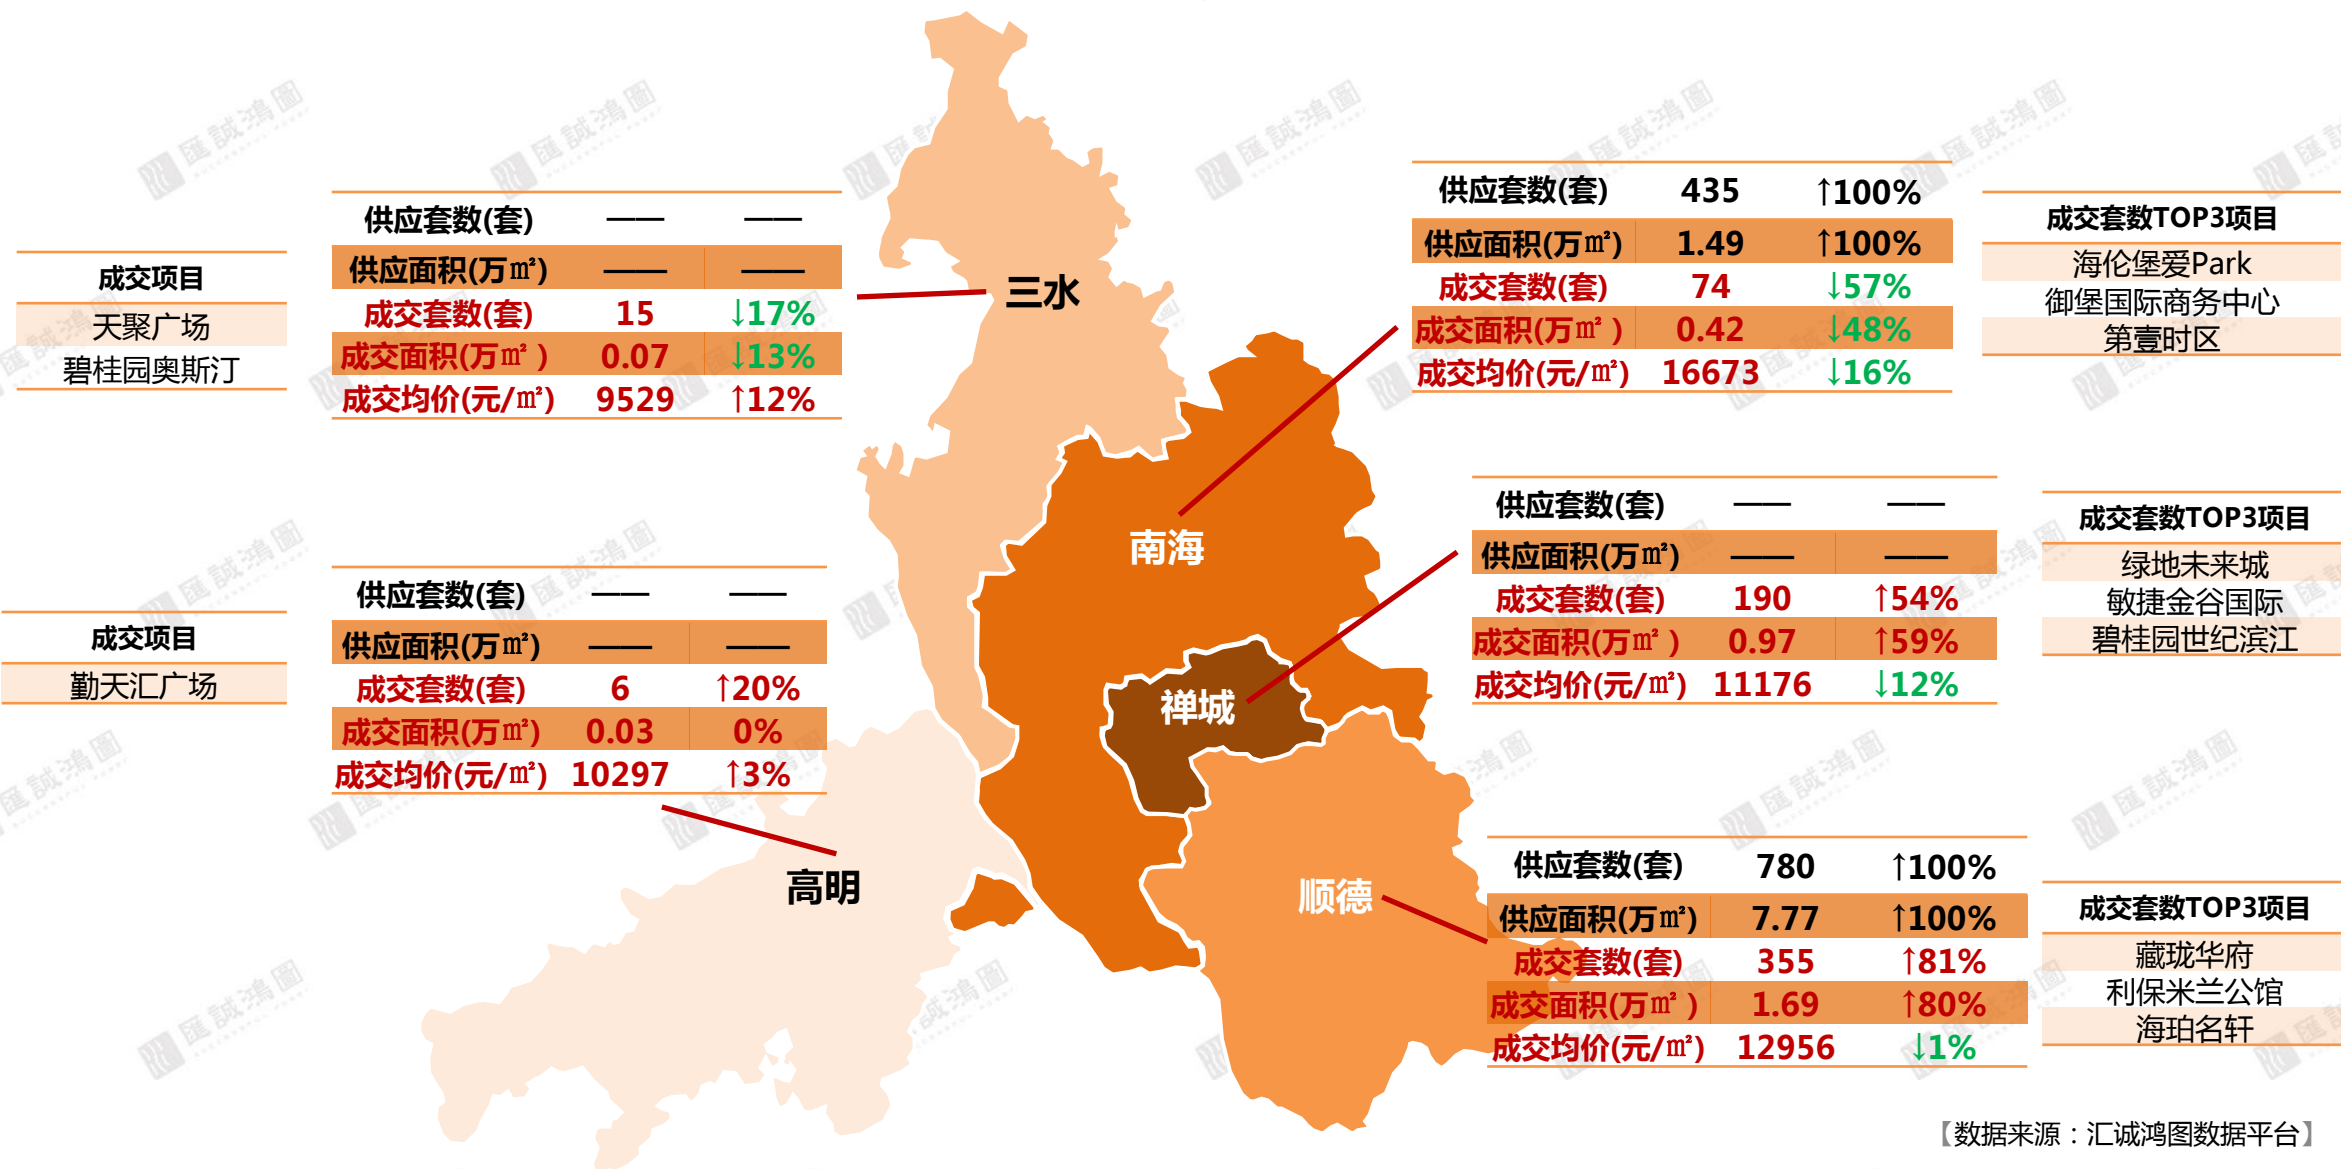 供应套数(套) —— ——
供应面积(万㎡) —— ——
成交套数(套) 15 ↓17%
成交面积(万㎡) 0.07 ↓13%
成交均价(元/㎡) 9529 ↑12%
成交项目
天聚广场
碧桂园奥斯汀
三水
供应套数(套) 435 ↑100%
供应面积(万㎡) 1.49 ↑100%
成交套数(套) 74 ↓57%
成交面积(万㎡) 0.42 ↓48%
成交均价(元/㎡) 16673 ↓16%
成交套数TOP3项目
海伦堡爱Park
御堡国际商务中心
第壹时区
南海
供应套数(套) —— ——
供应面积(万㎡) —— ——
成交套数(套) 190 ↑54%
成交面积(万㎡) 0.97 ↑59%
成交均价(元/㎡) 11176 ↓12%
成交套数TOP3项目
绿地未来城
敏捷金谷国际
碧桂园世纪滨江
禅城
供应套数(套) —— ——
供应面积(万㎡) —— ——
成交套数(套) 6 ↑20%
成交面积(万㎡) 0.03 0%
成交均价(元/㎡) 10297 ↑3%
成交项目
勤天汇广场
高明
供应套数(套) 780 ↑100%
供应面积(万㎡) 7.77 ↑100%
成交套数(套) 355 ↑81%
成交面积(万㎡) 1.69 ↑80%
成交均价(元/㎡) 12956 ↓1%
成交套数TOP3项目
藏珑华府
利保米兰公馆
海珀名轩
顺德
【数据来源：汇诚鸿图数据平台】
匯誠鴻圖